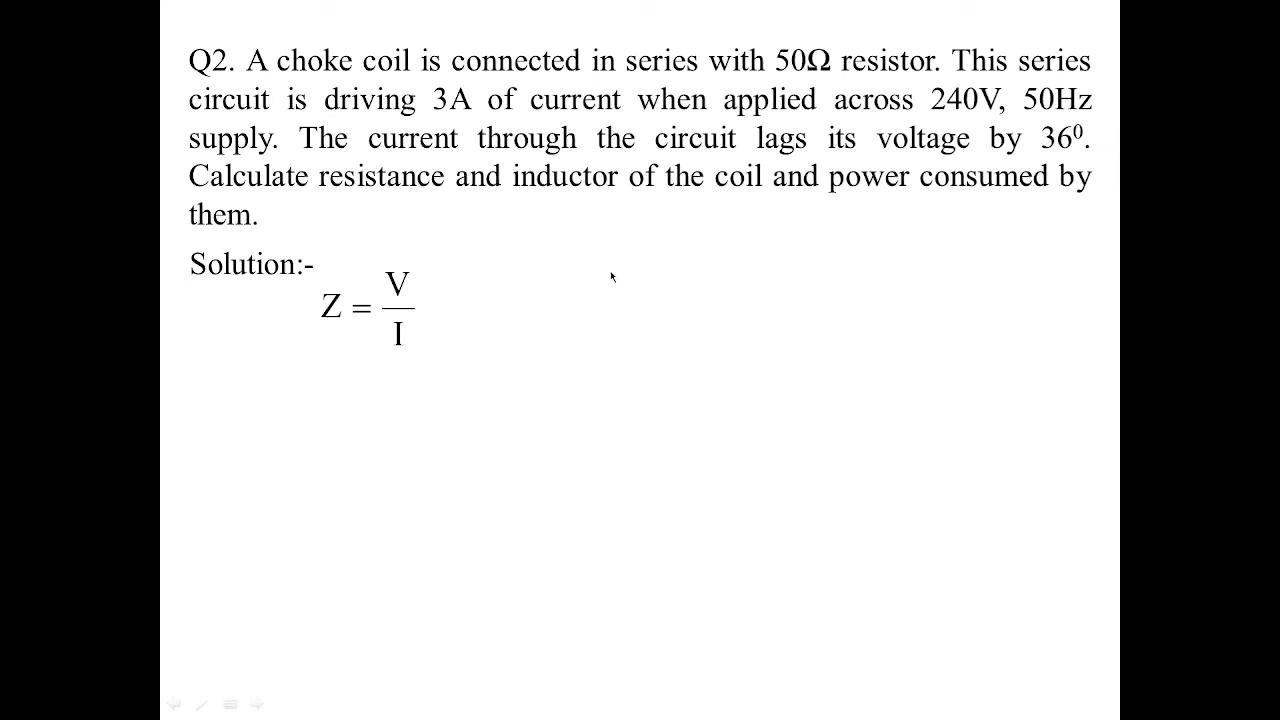 Q2. A choke coil is connected in series with 50Ω resistor. This series
circuit is driving 3A of current when applied across 240V, 50Hz
supply. The current through the circuit lags its voltage by 36⁰.
Calculate resistance and inductor of the coil and power consumed by
them.
Solution:-
Z = V/I